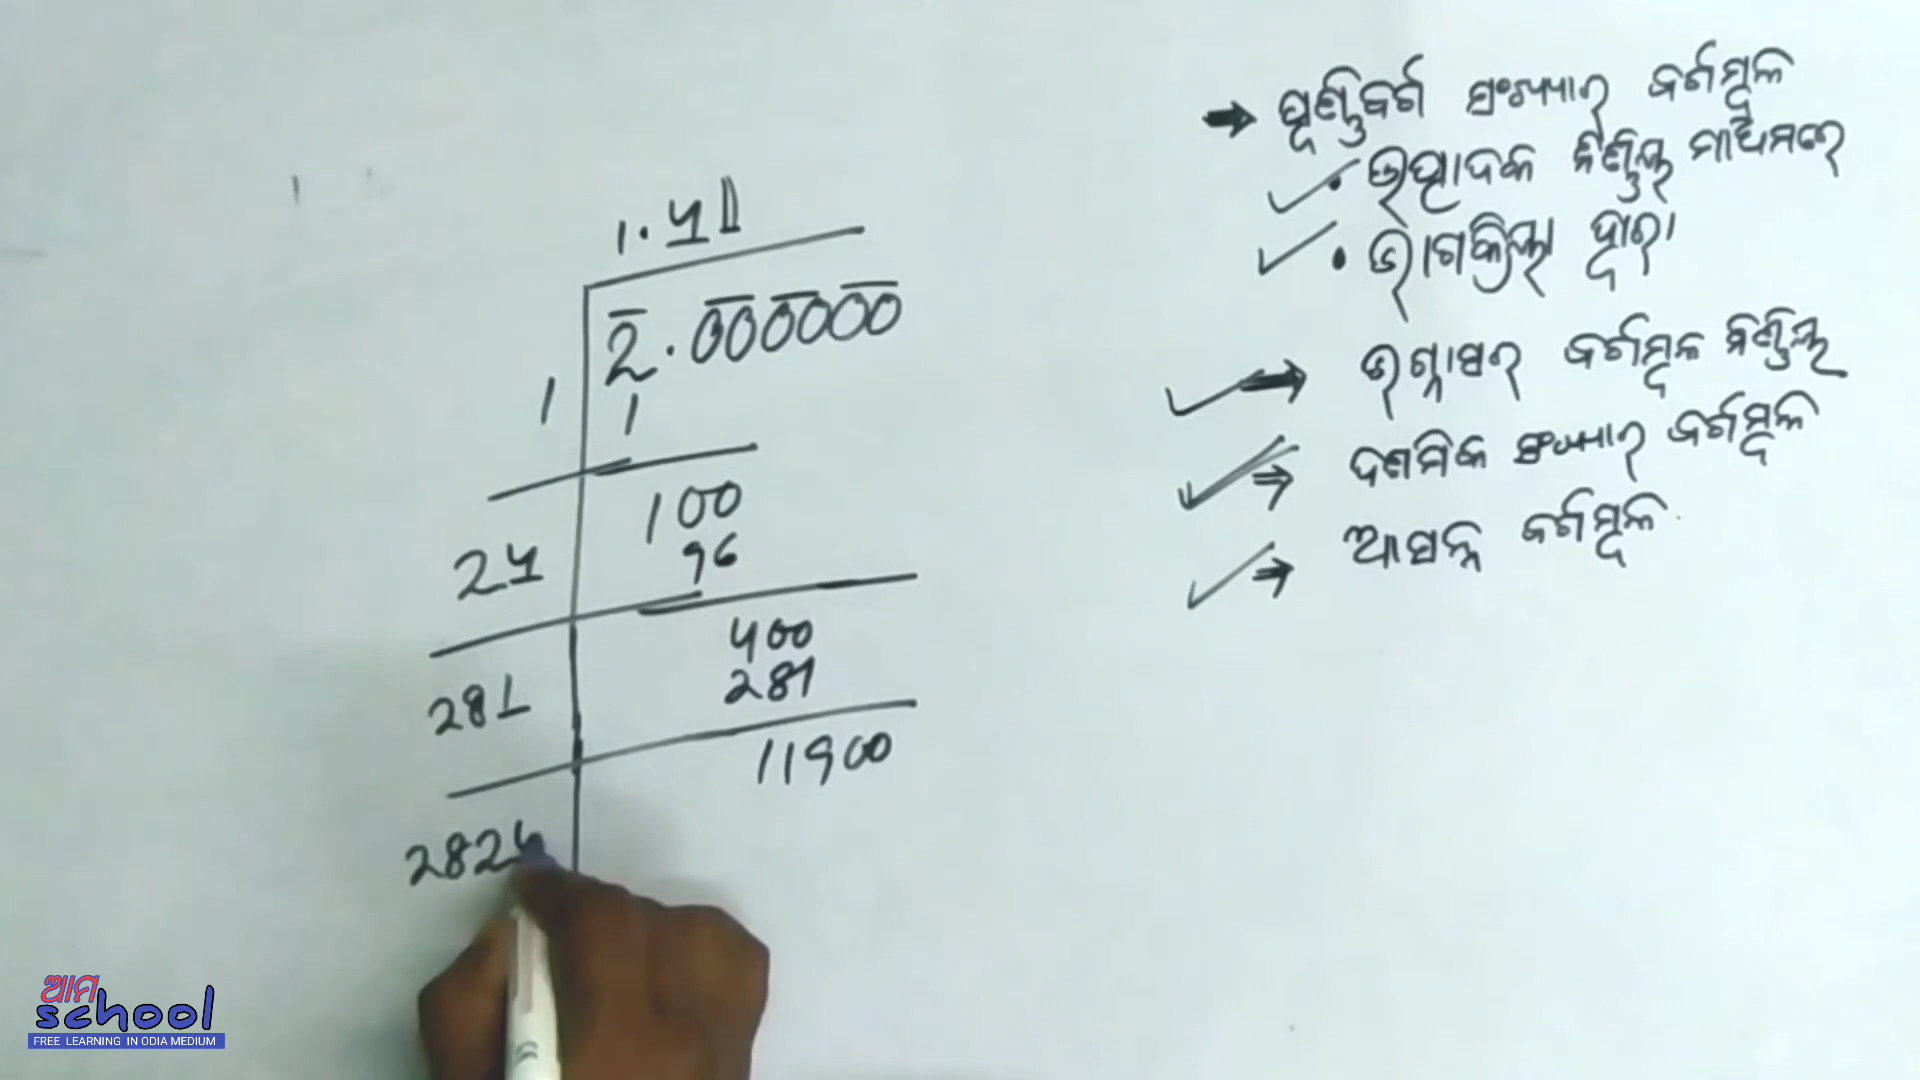 1.41
2.000000
1
1
100
24
96
400
281
281
11900
2824
ପୂର୍ଣ୍ଣବର୍ଗ ସଂଖ୍ୟାର ବର୍ଗମୂଳ
• ଉତ୍ପାଦକ ନିର୍ଣ୍ଣୟ ମାଧମରେ
• ଭାଗକ୍ରିୟା ଦ୍ୱାରା
ଭଗ୍ନାଂଶର ବର୍ଗମୂଳ ନିର୍ଣ୍ଣୟ
ଦଶମିକ ସଂଖ୍ୟାର ବର୍ଗମୂଳ
ଆସନ୍ନ ବର୍ଗମୂଳ
ଆମ
school
FREE LEARNING IN ODIA MEDIUM